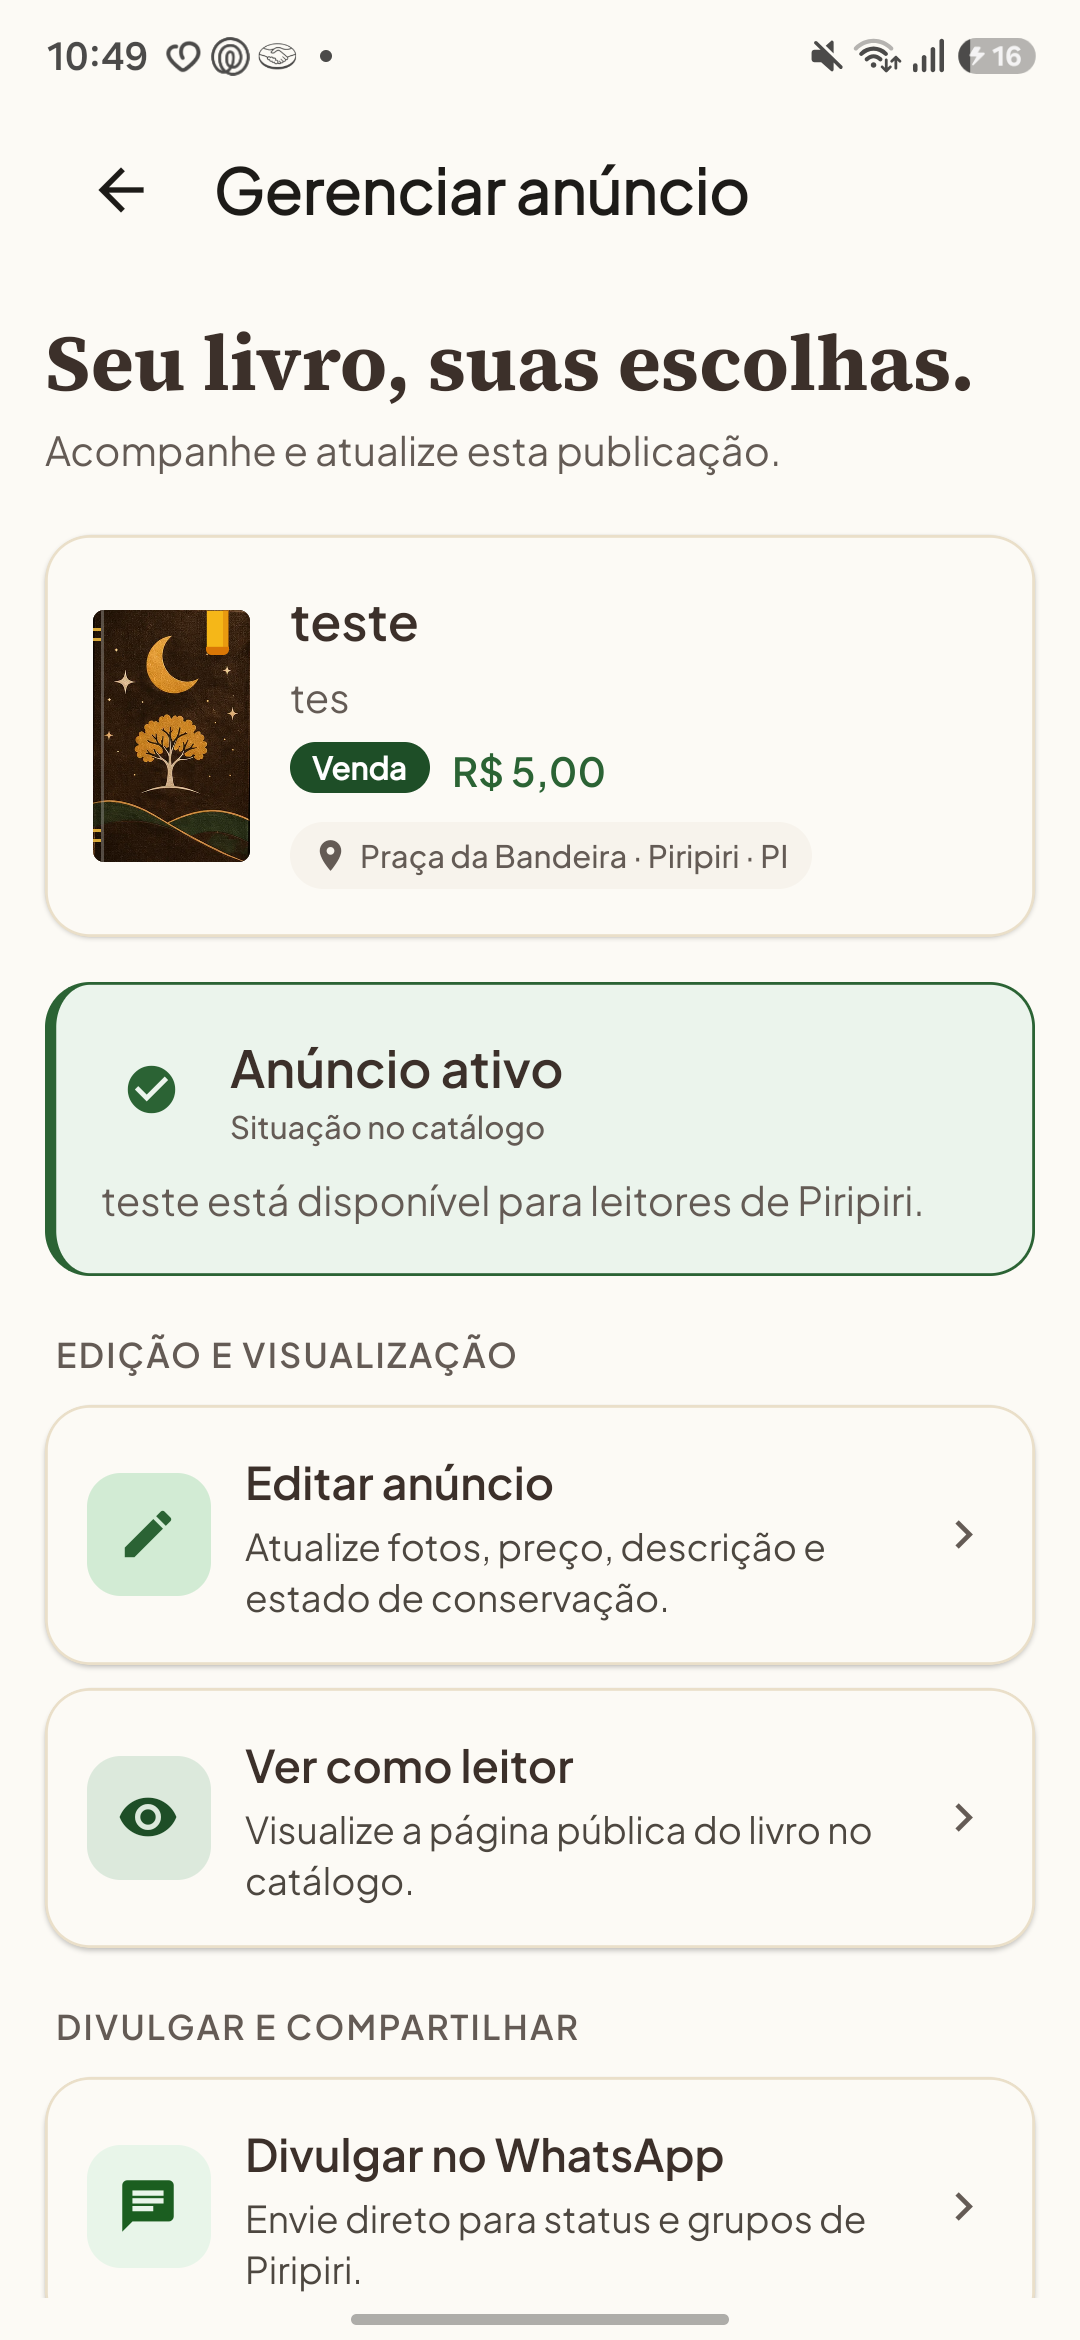 10:49
16
Gerenciar anúncio
Seu livro, suas escolhas.
Acompanhe e atualize esta publicação.
teste
tes
Venda R$ 5,00
Praça da Bandeira · Piripiri · PI
Anúncio ativo
Situação no catálogo
teste está disponível para leitores de Piripiri.
EDIÇÃO E VISUALIZAÇÃO
Editar anúncio
Atualize fotos, preço, descrição e
estado de conservação.
Ver como leitor
Visualize a página pública do livro no
catálogo.
DIVULGAR E COMPARTILHAR
Divulgar no WhatsApp
Envie direto para status e grupos de
Piripiri.